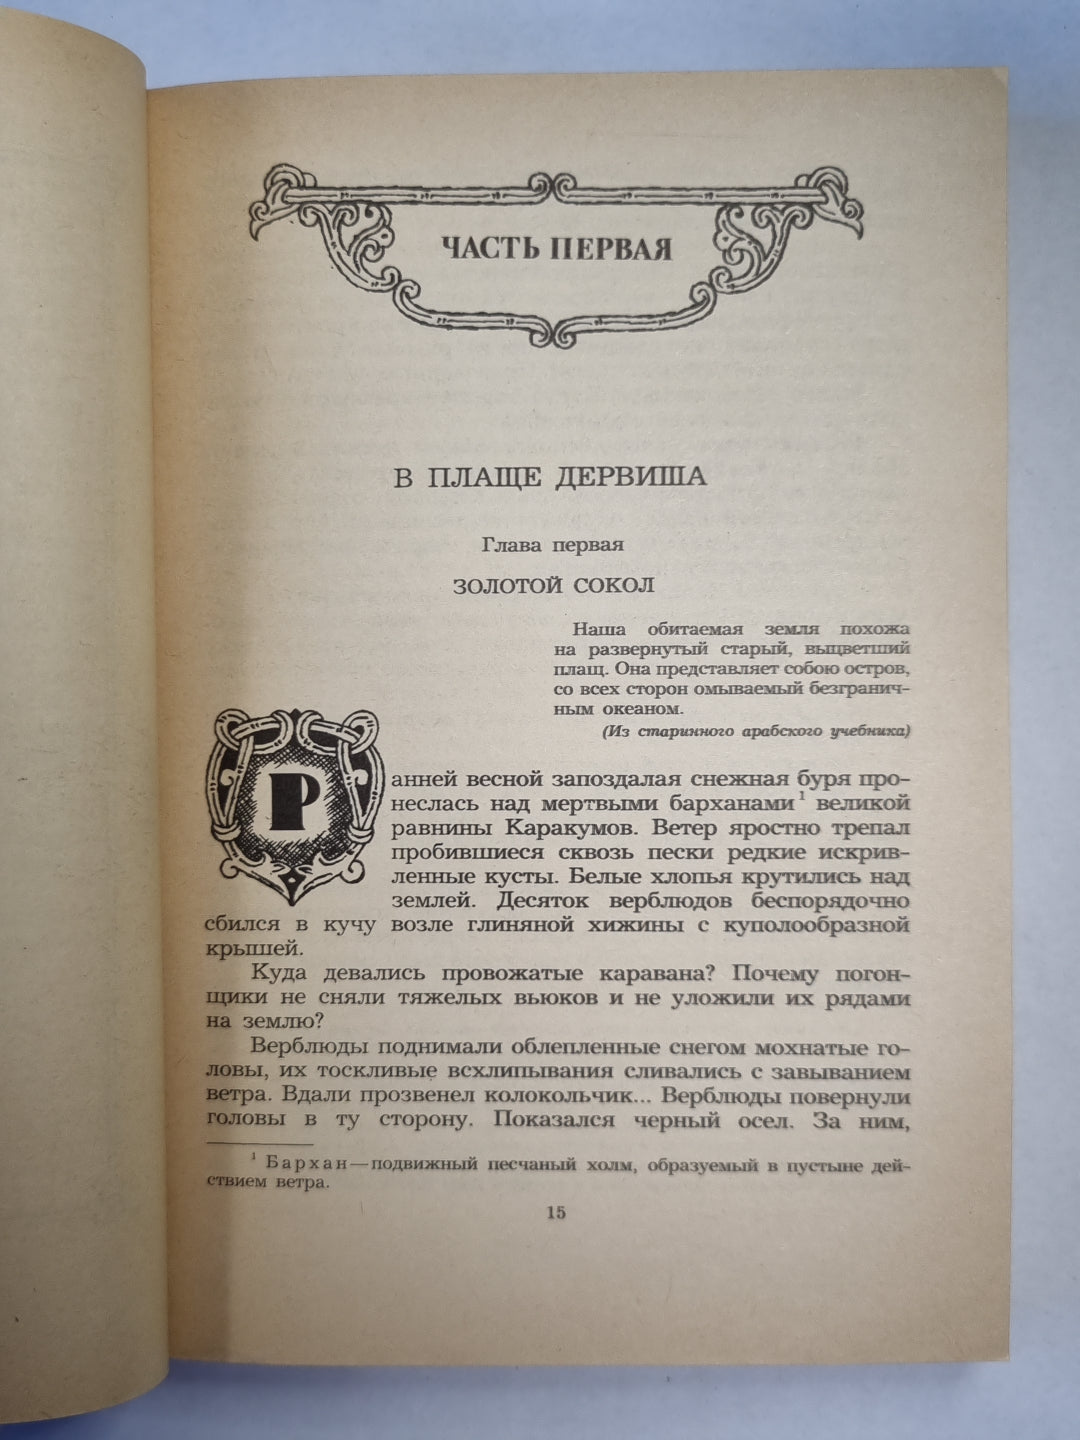 ЧАСТЬ ПЕРВАЯ
В ПЛАЩЕ ДЕРВИША
Глава первая
ЗОЛОТОЙ СОКОЛ
Наша обитаемая земля похожа
на развернутый старый, выцветший
плащ. Она представляет собою остров,
со всех сторон омываемый безгранич-
ным океаном.
(Из старинного арабского учебника)
Ранней весной запоздалая снежная буря про-
неслась над мертвыми барханами¹ великой
равнины Каракумов. Ветер яростно трепал
пробившиеся сквозь пески редкие искрив-
ленные кусты. Белые хлопья крутились над
землей. Десяток верблюдов беспорядочно
сбился в кучу возле глиняной хижины с куполообразной
крышей.
Куда девались провожатые каравана? Почему погон-
щики не сняли тяжелых вьюков и не уложили их рядами
на землю?
Верблюды поднимали облепленные снегом мохнатые го-
ловы, их тоскливые всхлипывания сливались с завыванием
ветра. Вдали прозвенел колокольчик... Верблюды повернули
головы в ту сторону. Показался черный осел. За ним,
¹ Бархан — подвижный песчаный холм, образуемый в пустыне дей-
ствием ветра.
15